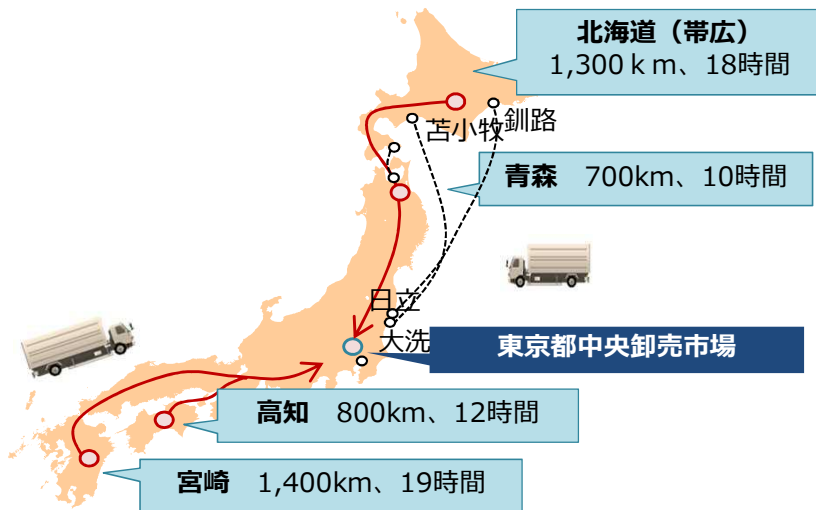 北海道（帯広）
1,300ｋｍ、18時間
苫小牧
釧路
青森　700km、10時間
日立
大洗
東京都中央卸売市場
高知　800km、12時間
宮崎　1,400km、19時間